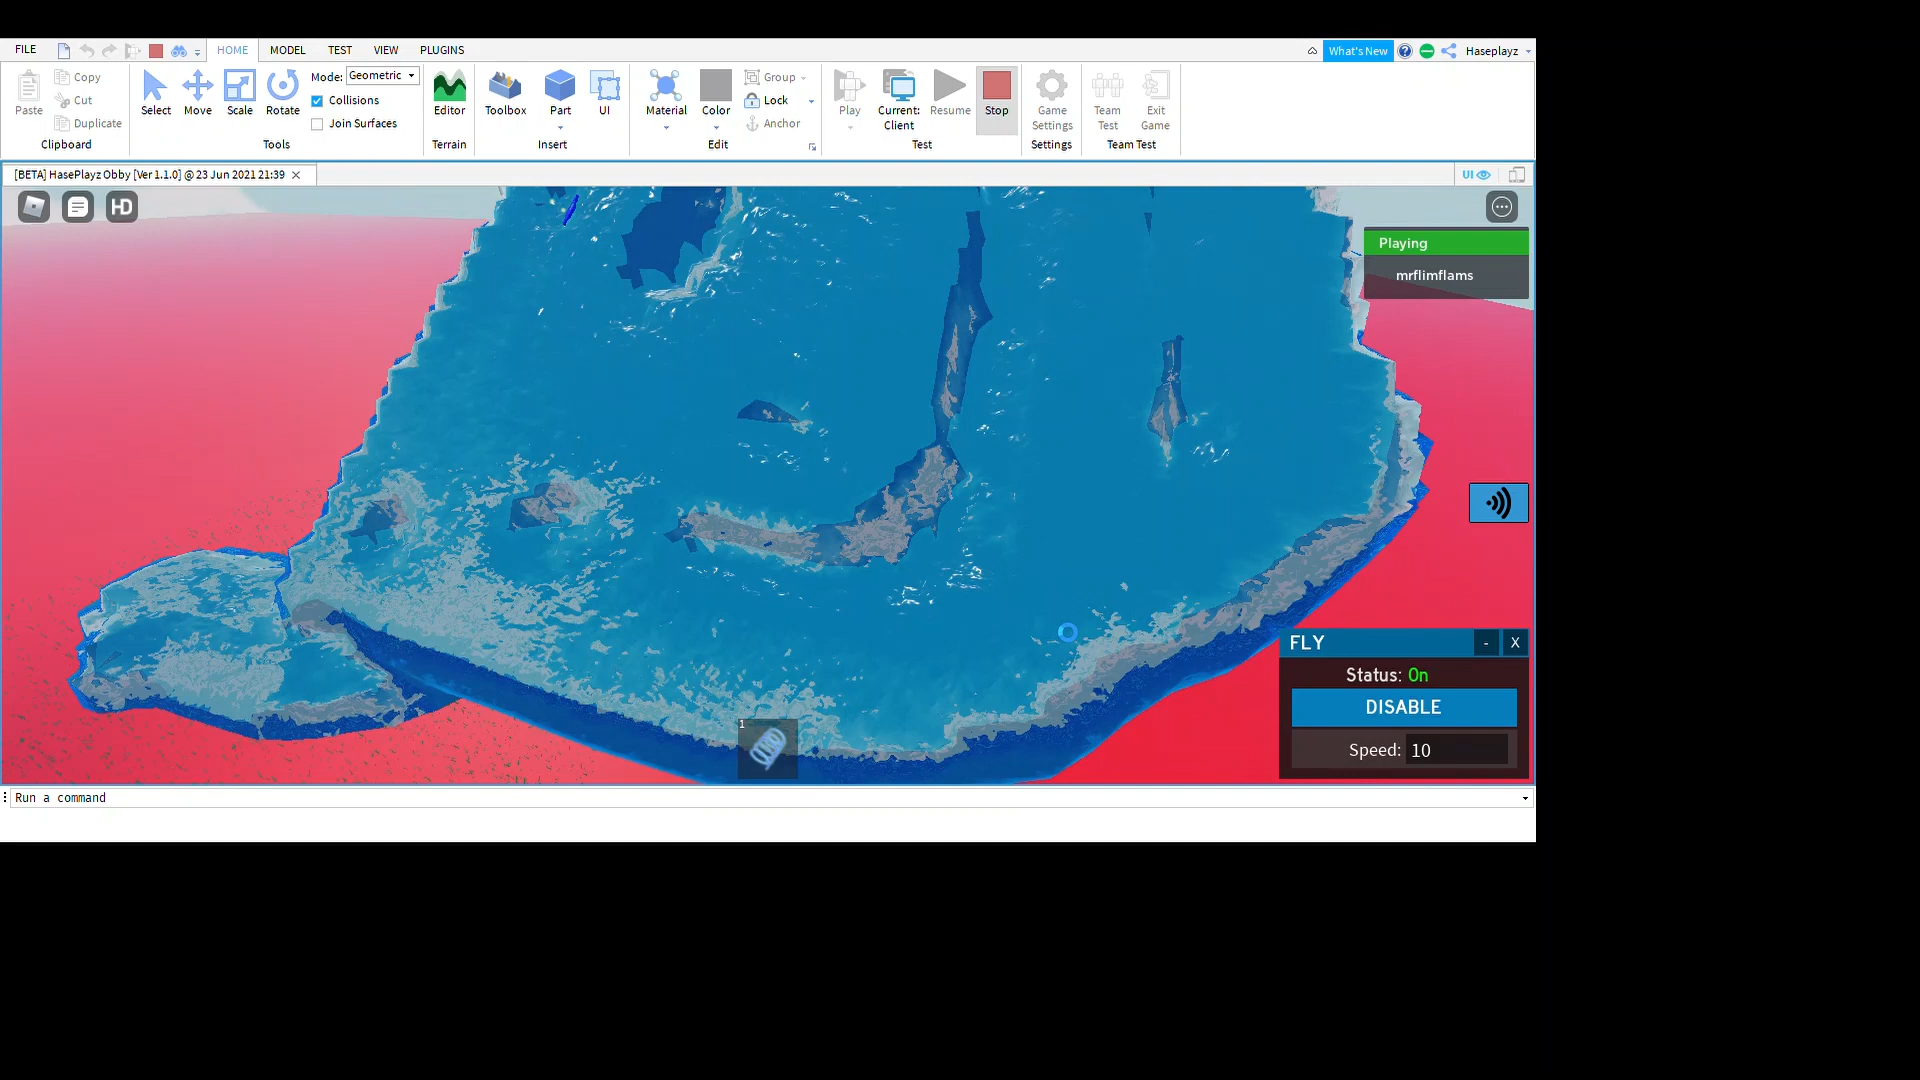 FILE HOME MODEL TEST VIEW PLUGINS What's New ? Haseplayz
Paste Copy Cut Duplicate
Clipboard
Select Move Scale Rotate Mode: Geometric
Collisions
Join Surfaces
Tools
Editor
Terrain
Toolbox Part UI
Insert
Material Color Group
Lock
Anchor
Edit
Play Current: Client Resume Stop
Test
Game Settings
Settings
Team Test Exit Game
Team Test
[BETA] HasePlayz Obby [Ver 1.1.0] @ 23 Jun 2021 21:39 UI
HD
Playing
mrflimflams
FLY - X
Status: On
DISABLE
Speed: 10
1
Run a command